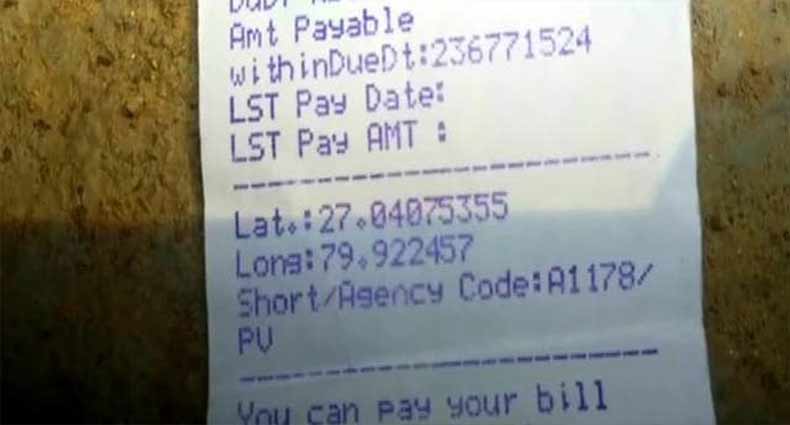 Amt Payable
withinDueDt:236771524
LST Pay Date:
LST Pay AMT :
Lat.:27.04075355
Long:79.922457
Short/Agency Code:A1178/
PV
You can pay your bill